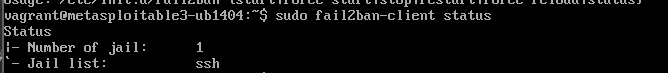 vagrant@metasploitable3-ub1404:~$ sudo fail2ban-client status
Status
|- Number of jail:      1
`- Jail list:           ssh